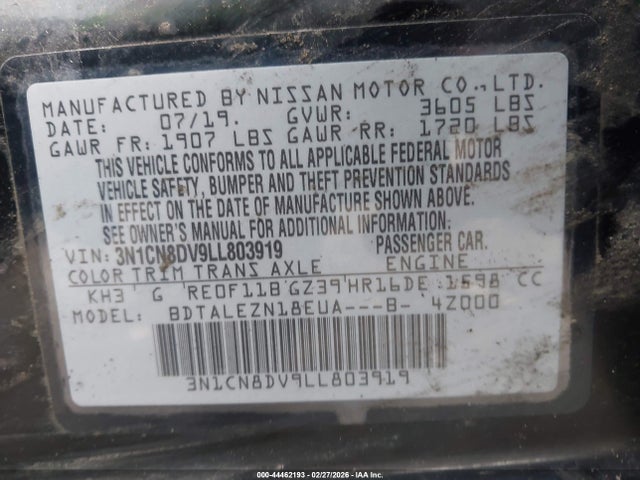 MANUFACTURED BY NISSAN MOTOR CO.,LTD.
DATE: 07/19. GVWR: 3605 LBS
GAWR FR: 1907 LBS GAWR RR: 1720 LBS
THIS VEHICLE CONFORMS TO ALL APPLICABLE FEDERAL MOTOR
VEHICLE SAFETY, BUMPER AND THEFT PREVENTION STANDARDS
IN EFFECT ON THE DATE OF MANUFACTURE SHOWN ABOVE.
SEE OWNER'S MANUAL FOR ADDITIONAL INFORMATION.
VIN: 3N1CN8DV9LL803919 PASSENGER CAR.
COLOR TRIM TRANS AXLE ENGINE
KH3 G RE0F11B GZ39 HR16DE 1598 CC
MODEL: BDTALEZN18EUA---B- 4Z000
3N1CN8DV9LL803919
000-44462193 - 02/27/2026 - IAA Inc.